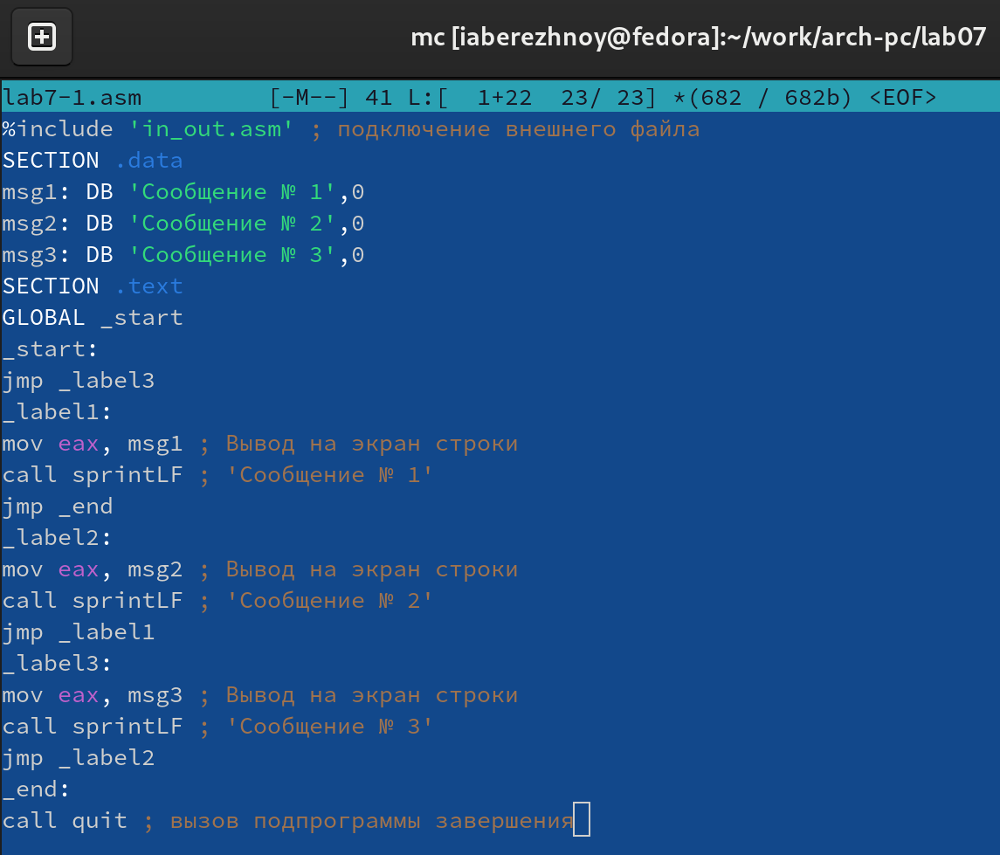 mc [iaberezhnoy@fedora]:~/work/arch-pc/lab07
lab7-1.asm [-M--] 41 L:[ 1+22 23/ 23] *(682 / 682b) <EOF>
%include 'in_out.asm' ; подключение внешнего файла
SECTION .data
msg1: DB 'Сообщение № 1',0
msg2: DB 'Сообщение № 2',0
msg3: DB 'Сообщение № 3',0
SECTION .text
GLOBAL _start
_start:
jmp _label3
_label1:
mov eax, msg1 ; Вывод на экран строки
call sprintLF ; 'Сообщение № 1'
jmp _end
_label2:
mov eax, msg2 ; Вывод на экран строки
call sprintLF ; 'Сообщение № 2'
jmp _label1
_label3:
mov eax, msg3 ; Вывод на экран строки
call sprintLF ; 'Сообщение № 3'
jmp _label2
_end:
call quit ; вызов подпрограммы завершения